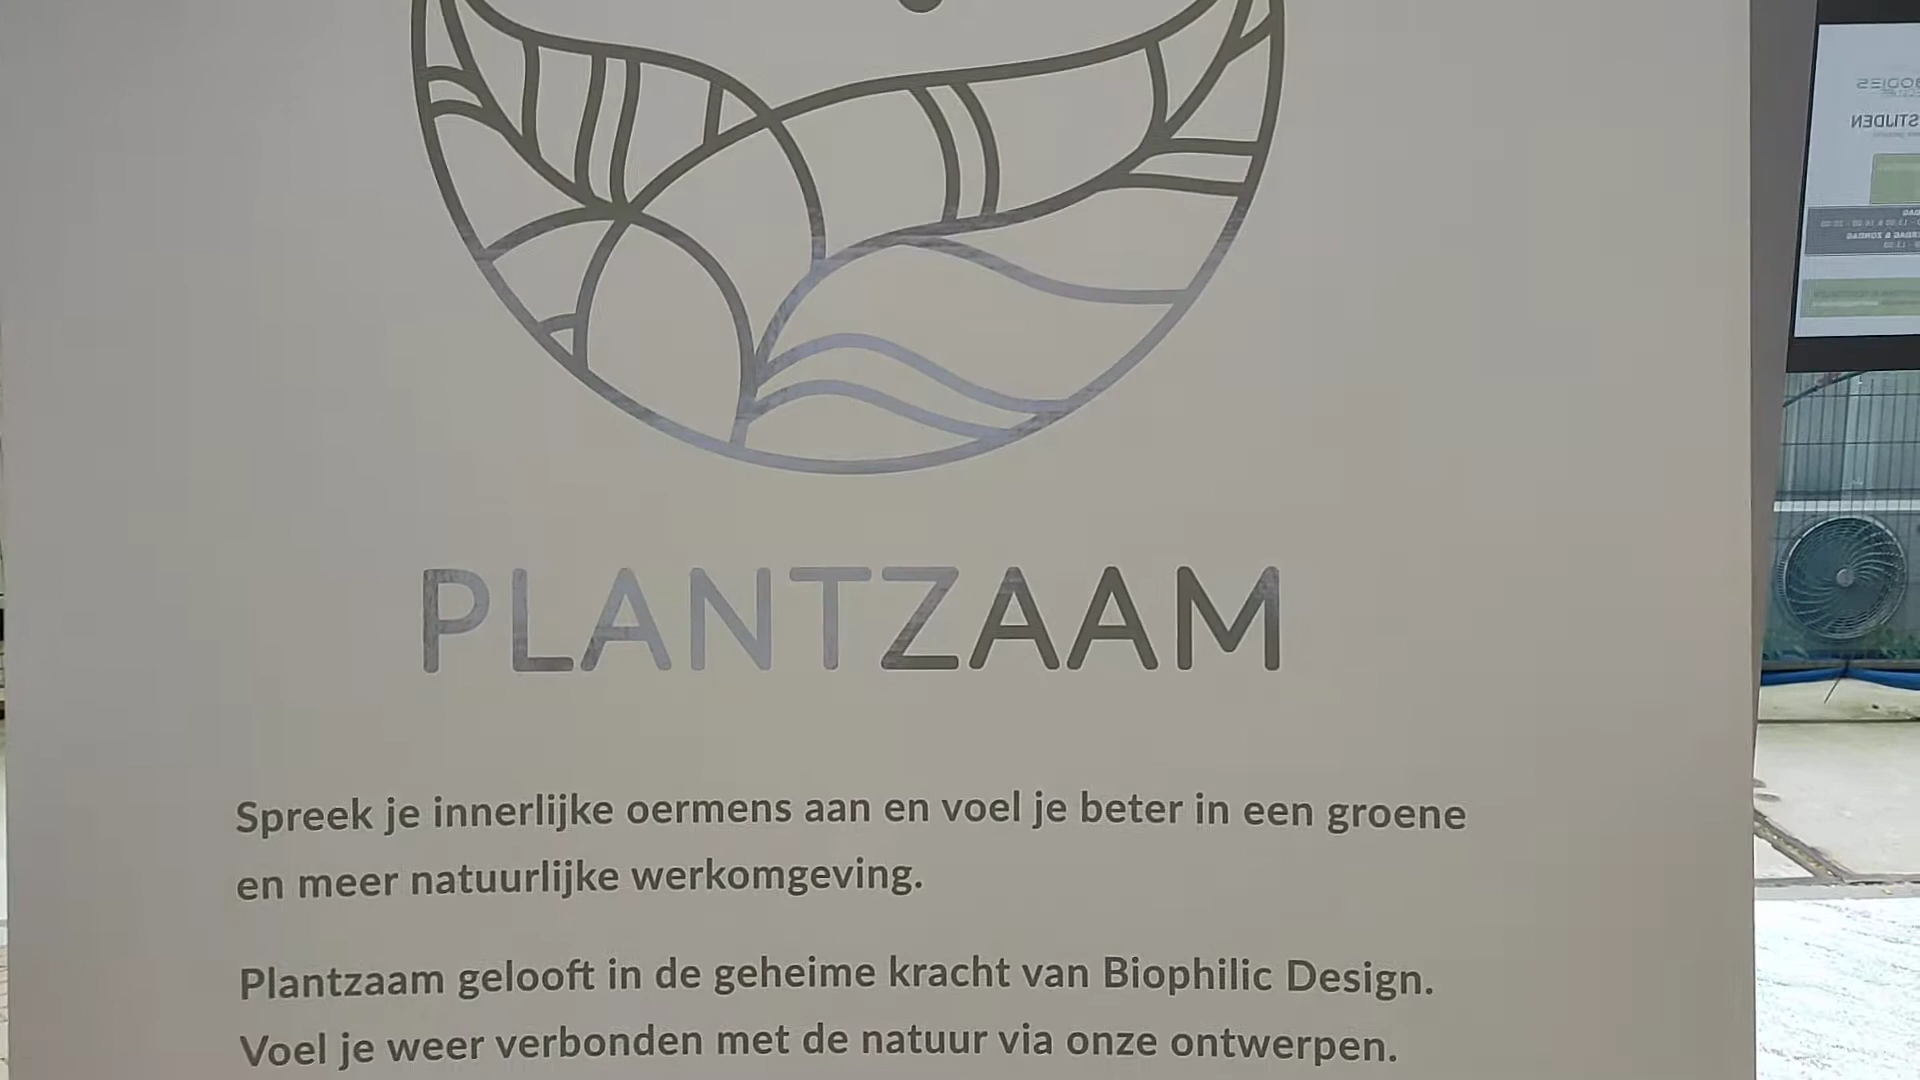 PLANTZAAM
Spreek je innerlijke oermens aan en voel je beter in een groene
en meer natuurlijke werkomgeving.
Plantzaam gelooft in de geheime kracht van Biophilic Design.
Voel je weer verbonden met de natuur via onze ontwerpen.